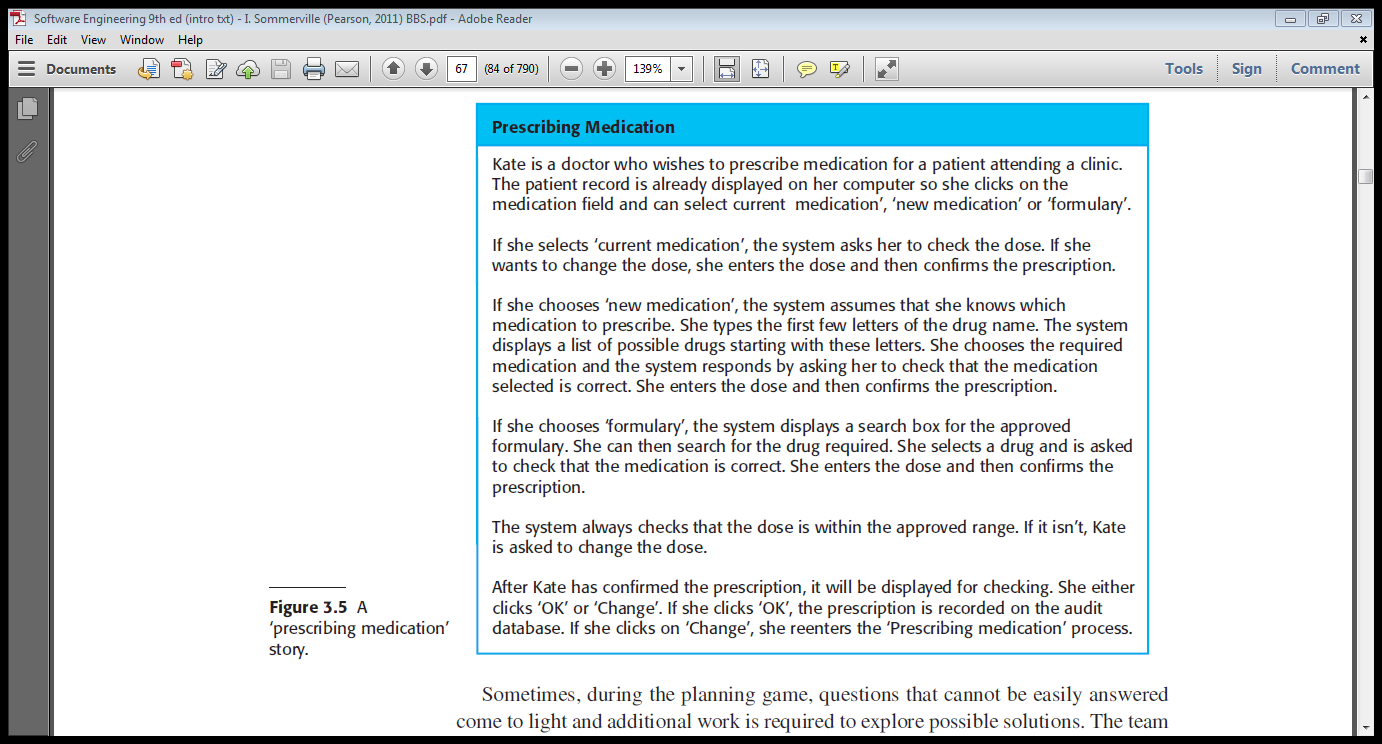 Software Engineering 9th ed (intro txt) - I. Sommerville (Pearson, 2011) BBS.pdf - Adobe Reader
File Edit View Window Help
Documents 67 (84 of 790) 139% Tools Sign Comment
Prescribing Medication
Kate is a doctor who wishes to prescribe medication for a patient attending a clinic.
The patient record is already displayed on her computer so she clicks on the
medication field and can select current medication’, ‘new medication’ or ‘formulary’.
If she selects ‘current medication’, the system asks her to check the dose. If she
wants to change the dose, she enters the dose and then confirms the prescription.
If she chooses ‘new medication’, the system assumes that she knows which
medication to prescribe. She types the first few letters of the drug name. The system
displays a list of possible drugs starting with these letters. She chooses the required
medication and the system responds by asking her to check that the medication
selected is correct. She enters the dose and then confirms the prescription.
If she chooses ‘formulary’, the system displays a search box for the approved
formulary. She can then search for the drug required. She selects a drug and is asked
to check that the medication is correct. She enters the dose and then confirms the
prescription.
The system always checks that the dose is within the approved range. If it isn’t, Kate
is asked to change the dose.
After Kate has confirmed the prescription, it will be displayed for checking. She either
clicks ‘OK’ or ‘Change’. If she clicks ‘OK’, the prescription is recorded on the audit
database. If she clicks on ‘Change’, she reenters the ‘Prescribing medication’ process.
Figure 3.5 A
‘prescribing medication’
story.
Sometimes, during the planning game, questions that cannot be easily answered
come to light and additional work is required to explore possible solutions. The team